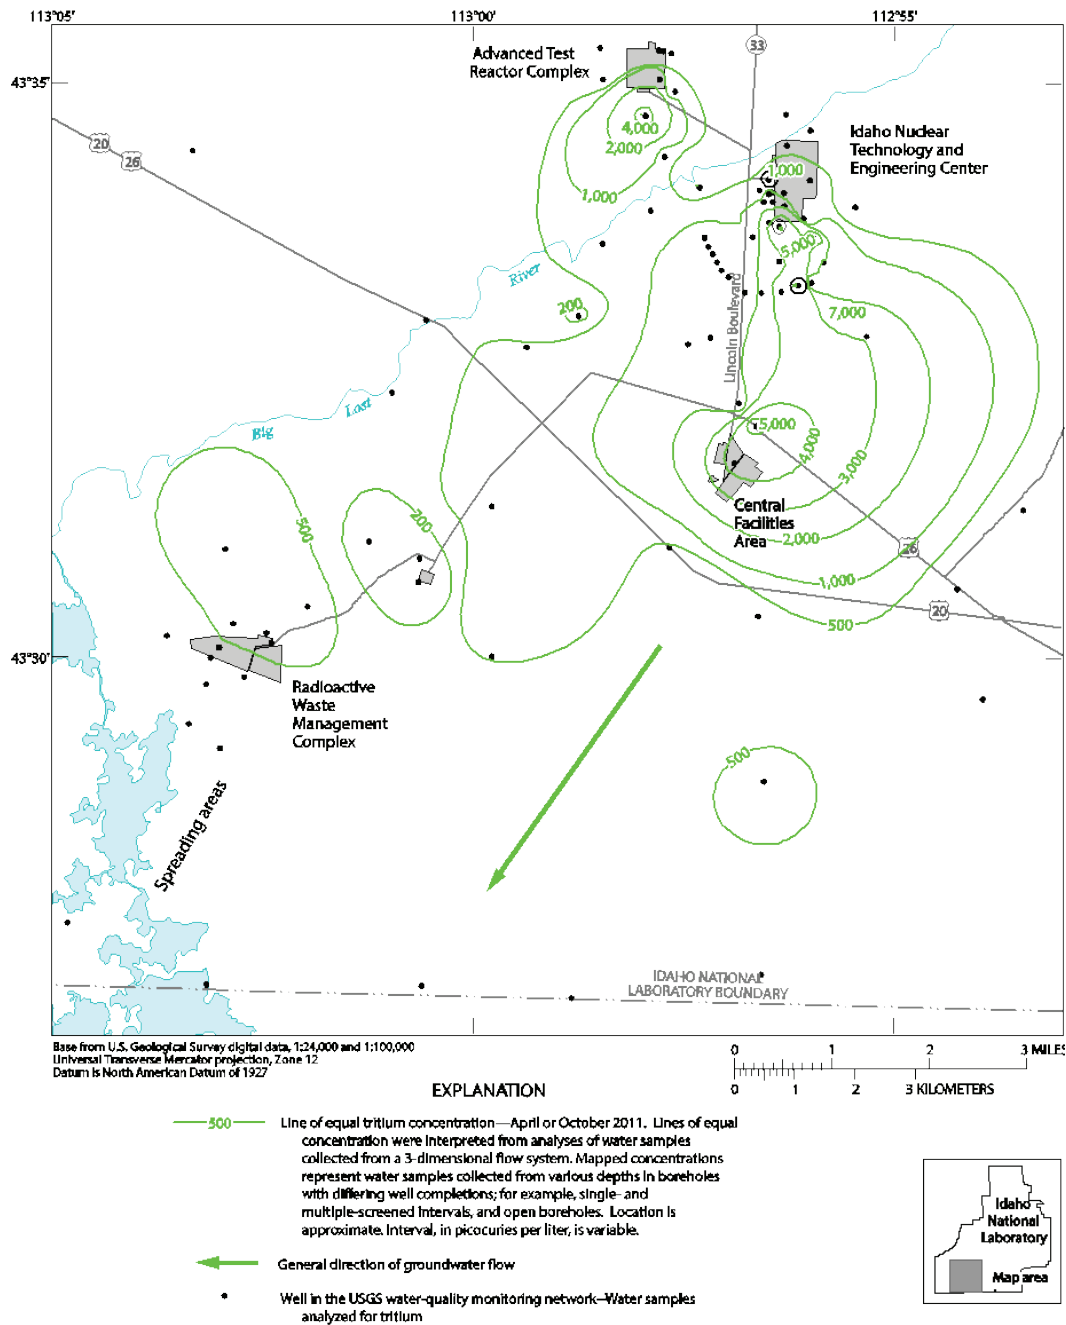 113°05'
113°00'
112°55'
33
Advanced Test
Reactor Complex
43°35'
20
26
4,000
2,000
1,000
Idaho Nuclear
Technology and
Engineering Center
1,000
5,000
River
200
7,000
Lincoln Boulevard
Lost
Big
5,000
4,000
3,000
500
200
Central
Facilities
Area
2,000
26
1,000
20
500
43°30'
Radioactive
Waste
Management
Complex
500
Spreading areas
IDAHO NATIONAL
LABORATORY BOUNDARY
Base from U.S. Geological Survey digital data, 1:24,000 and 1:100,000
Universal Transverse Mercator projection, Zone 12
Datum is North American Datum of 1927
0 1 2 3 MILES
0 1 2 3 KILOMETERS
EXPLANATION
500
Line of equal tritium concentration—April or October 2011. Lines of equal
concentration were interpreted from analyses of water samples
collected from a 3-dimensional flow system. Mapped concentrations
represent water samples collected from various depths in boreholes
with differing well completions; for example, single- and
multiple-screened intervals, and open boreholes. Location is
approximate. Interval, in picocuries per liter, is variable.
General direction of groundwater flow
Well in the USGS water-quality monitoring network—Water samples
analyzed for tritium
Idaho
National
Laboratory
Map area